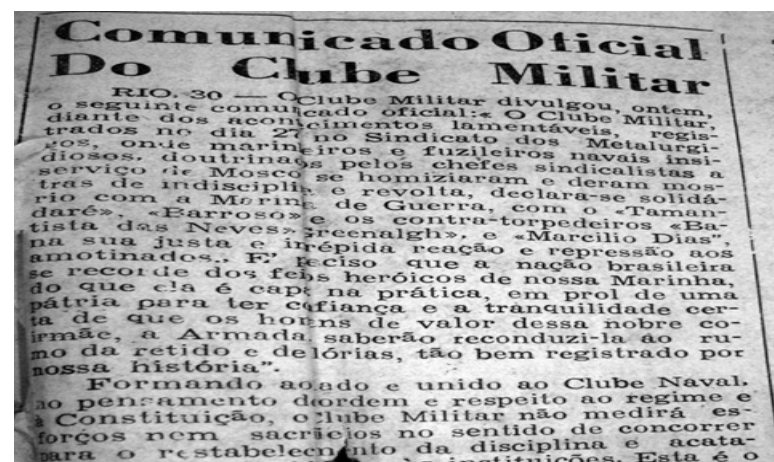 Comunicado Oficial
Do Clube Militar
RIO. 30 — O Clube Militar divulgou, ontem,
o seguinte comunicado oficial:« O Clube Militar,
diante dos acontecimentos lamentáveis, regis-
trados no dia 27 no Sindicato dos Metalurgi-
gos, onde marinheiros e fuzileiros navais insi-
diosos. doutrinados pelos chefes sindicalistas a
serviço de Mosco se homiziaram e deram mos-
tras de indisciplin e revolta, declara-se solidá-
rio com a Marinha de Guerra, com o «Taman-
daré», «Barroso» e os contra-torpedeiros «Ba-
tista das Neves» Greenalgh». e «Marcilio Dias",
na sua justa e intrépida reação e repressão aos
amotinados.. E' preciso que a nação brasileira
se recorde dos feitos heróicos de nossa Marinha,
do que ela é capaz na prática, em prol de uma
pátria para ter confiança e a tranquilidade cer-
ta de que os homens de valor dessa nobre co-
irmãe, a Armada saberão reconduzi-la ao ru-
mo da retido e de glórias, tão bem registrado por
nossa história".
Formando ao lado e unido ao Clube Naval.
ao pensamento de ordem e respeito ao regime e
à Constituição, o Clube Militar não medirá es-
forços nem sacrifícios no sentido de concorrer
para o restabelecimento da disciplina e acata-
instituições. Esta é o